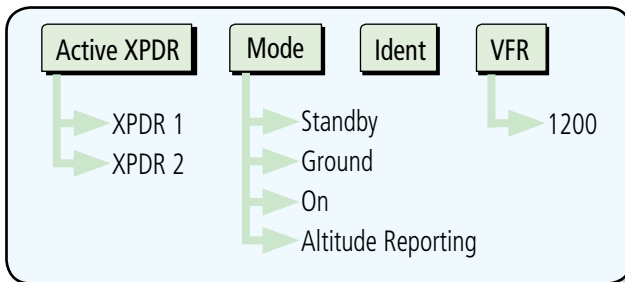 Active XPDR Mode Ident VFR
XPDR 1 Standby 1200
XPDR 2 Ground
On
Altitude Reporting